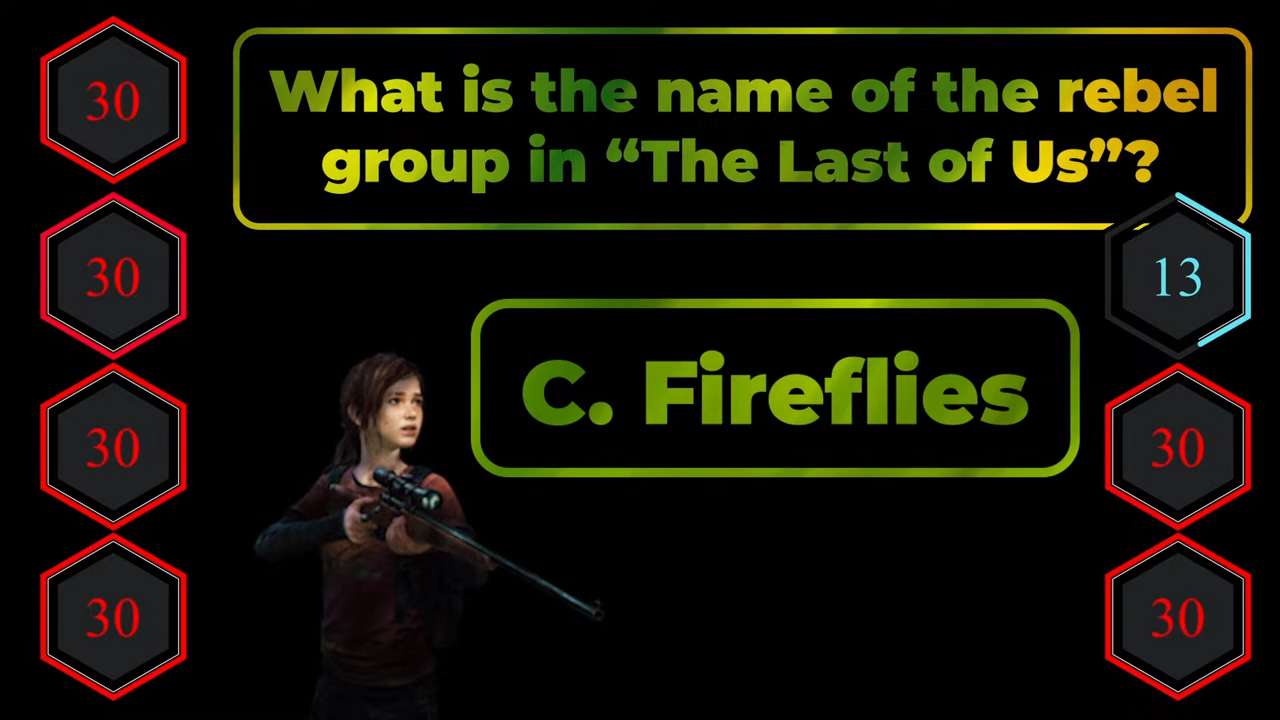 What is the name of the rebel
group in “The Last of Us”?
30
30
13
C. Fireflies
30
30
30
30